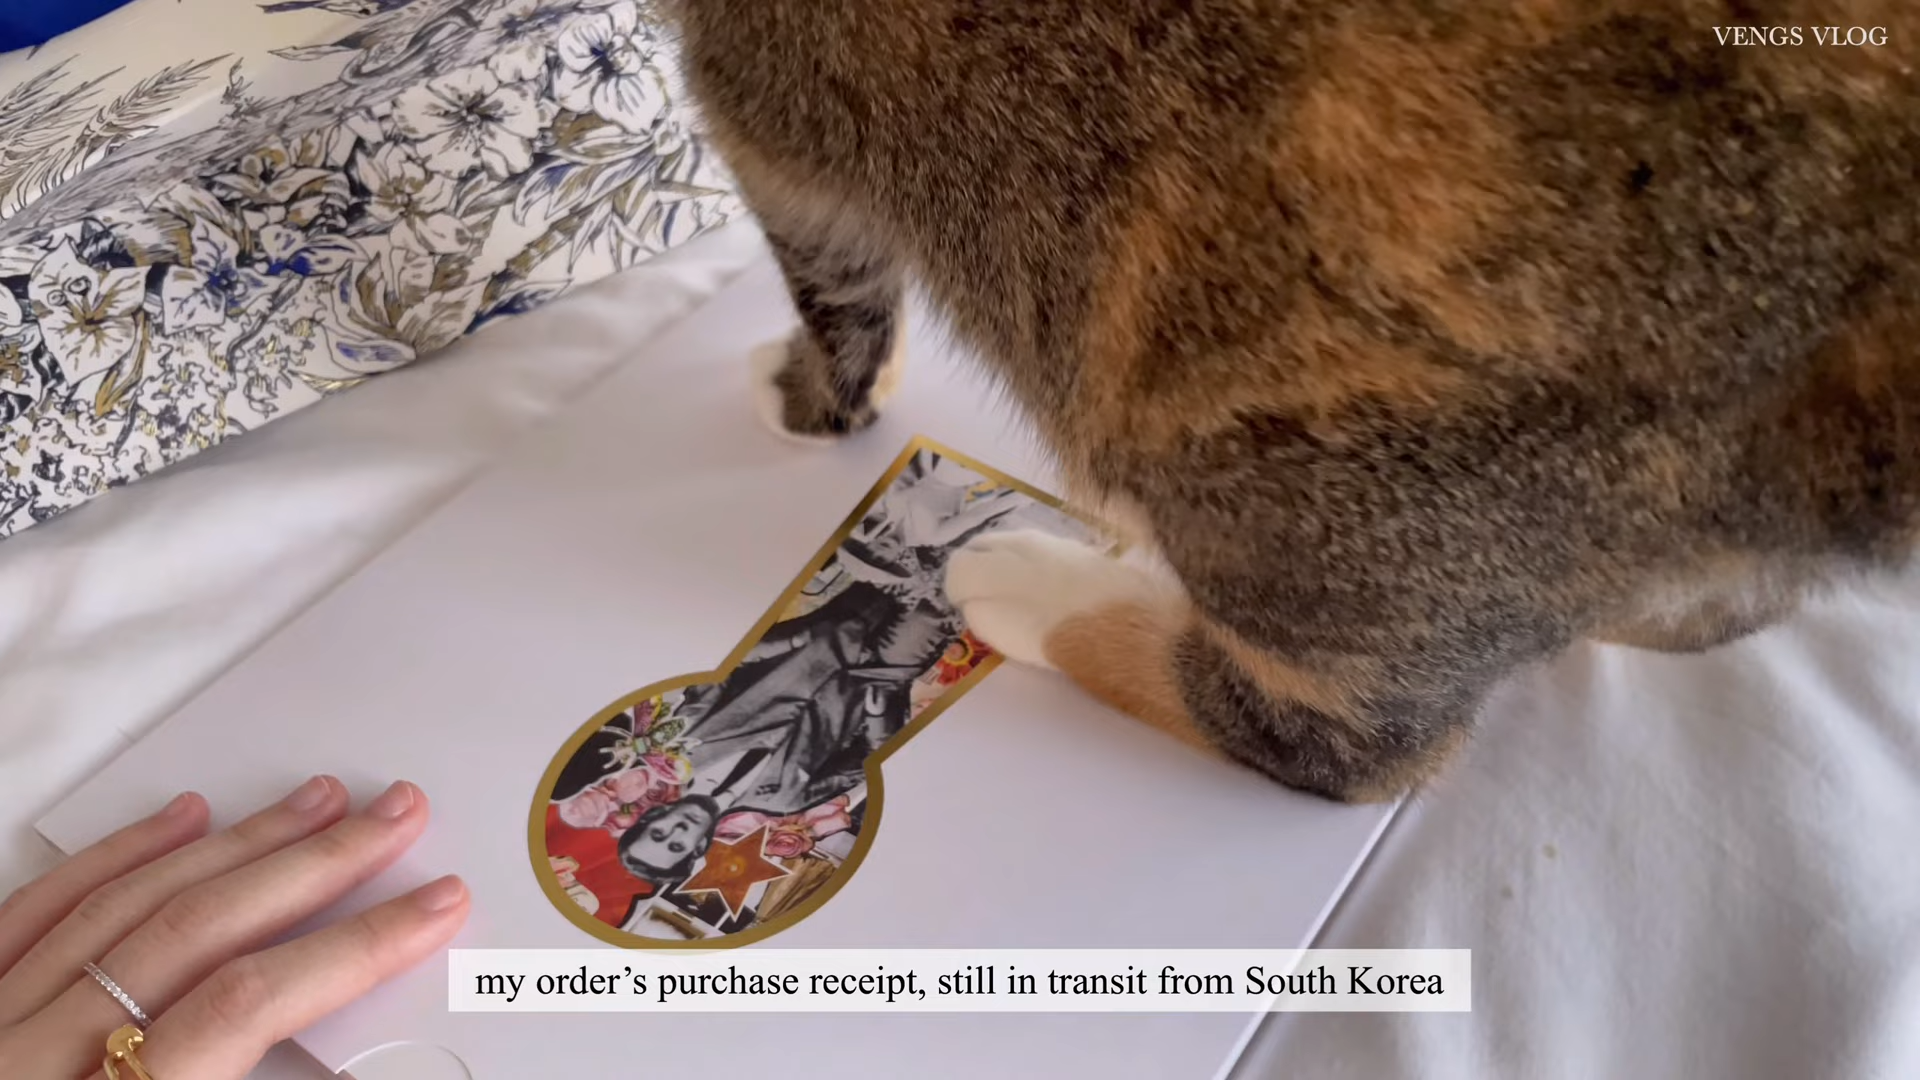 VENGS VLOG
my order’s purchase receipt, still in transit from South Korea